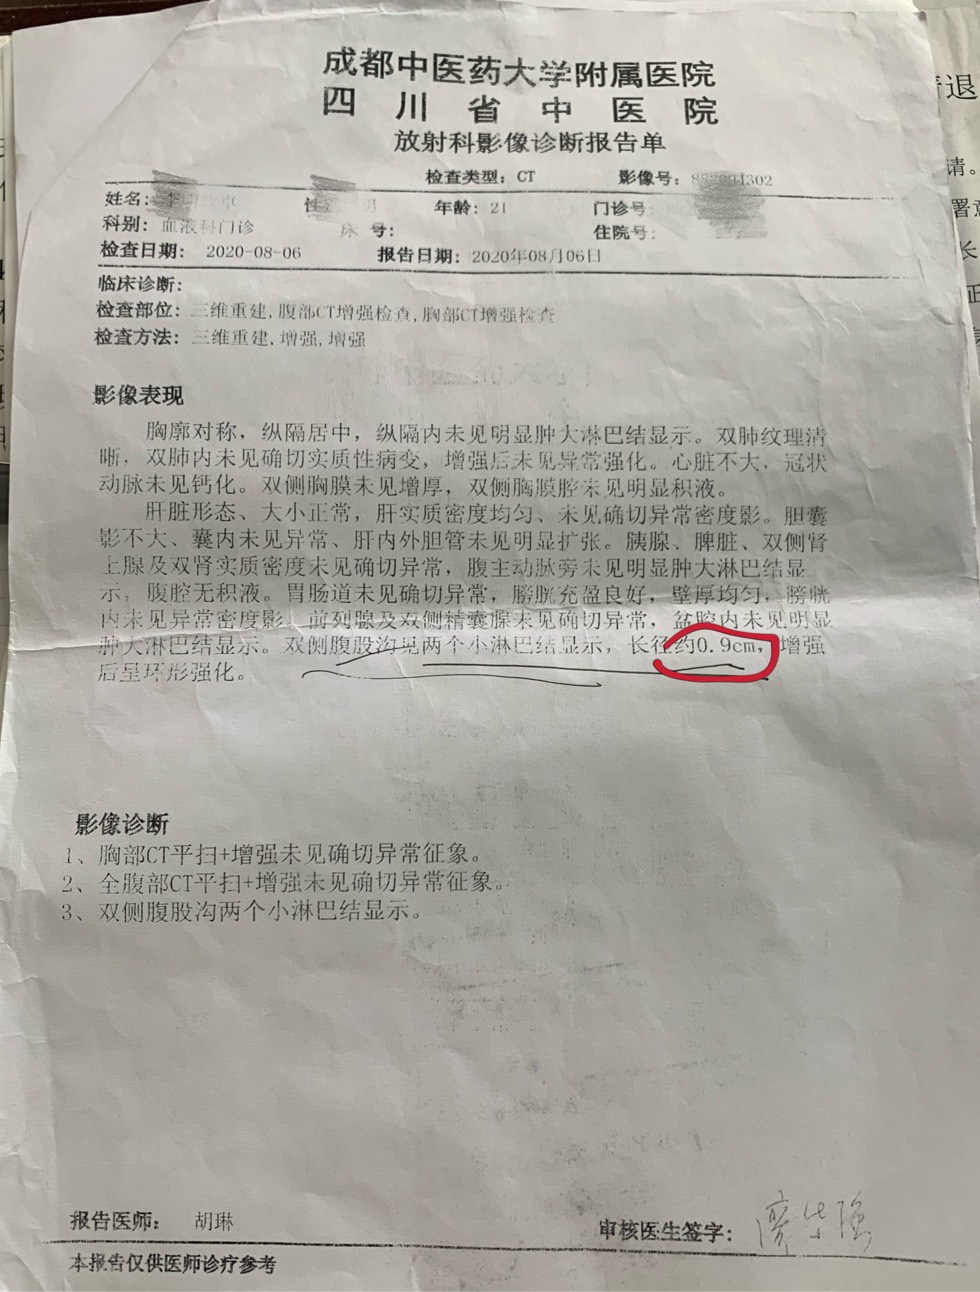 成都中医药大学附属医院
四川省中医院
放射科影像诊断报告单
检查类型: CT 影像号:
姓名: 年龄: 21 门诊号
科别: 血液科门诊 床 号: 住院号:
检查日期: 2020-08-06 报告日期: 2020年08月06日
临床诊断:
检查部位: 三维重建,腹部CT增强检查,胸部CT增强检查
检查方法: 三维重建,增强,增强
影像表现
胸廓对称，纵隔居中，纵隔内未见明显肿大淋巴结显示。双肺纹理清
晰，双肺内未见确切实质性病变，增强后未见异常强化。心脏不大，冠状
动脉未见钙化。双侧胸膜未见增厚，双侧胸膜腔未见明显积液。
肝脏形态、大小正常，肝实质密度均匀、未见确切异常密度影。胆囊
影不大、囊内未见异常、肝内外胆管未见明显扩张。胰腺、脾脏、双侧肾
上腺及双肾实质密度未见确切异常，腹主动脉旁未见明显肿大淋巴结显
示。腹腔无积液。胃肠道未见确切异常，膀胱充盈良好，壁厚均匀，膀胱
内未见异常密度影。前列腺及双侧精囊腺未见确切异常，盆腔内未见明显
肿大淋巴结显示。双侧腹股沟见两个小淋巴结显示，长径约0.9cm，增强
后呈环形强化。
影像诊断
1、胸部CT平扫+增强未见确切异常征象。
2、全腹部CT平扫+增强未见确切异常征象。
3、双侧腹股沟两个小淋巴结显示。
报告医师: 胡琳 审核医生签字:
本报告仅供医师诊疗参考
退
请。
署
长
正